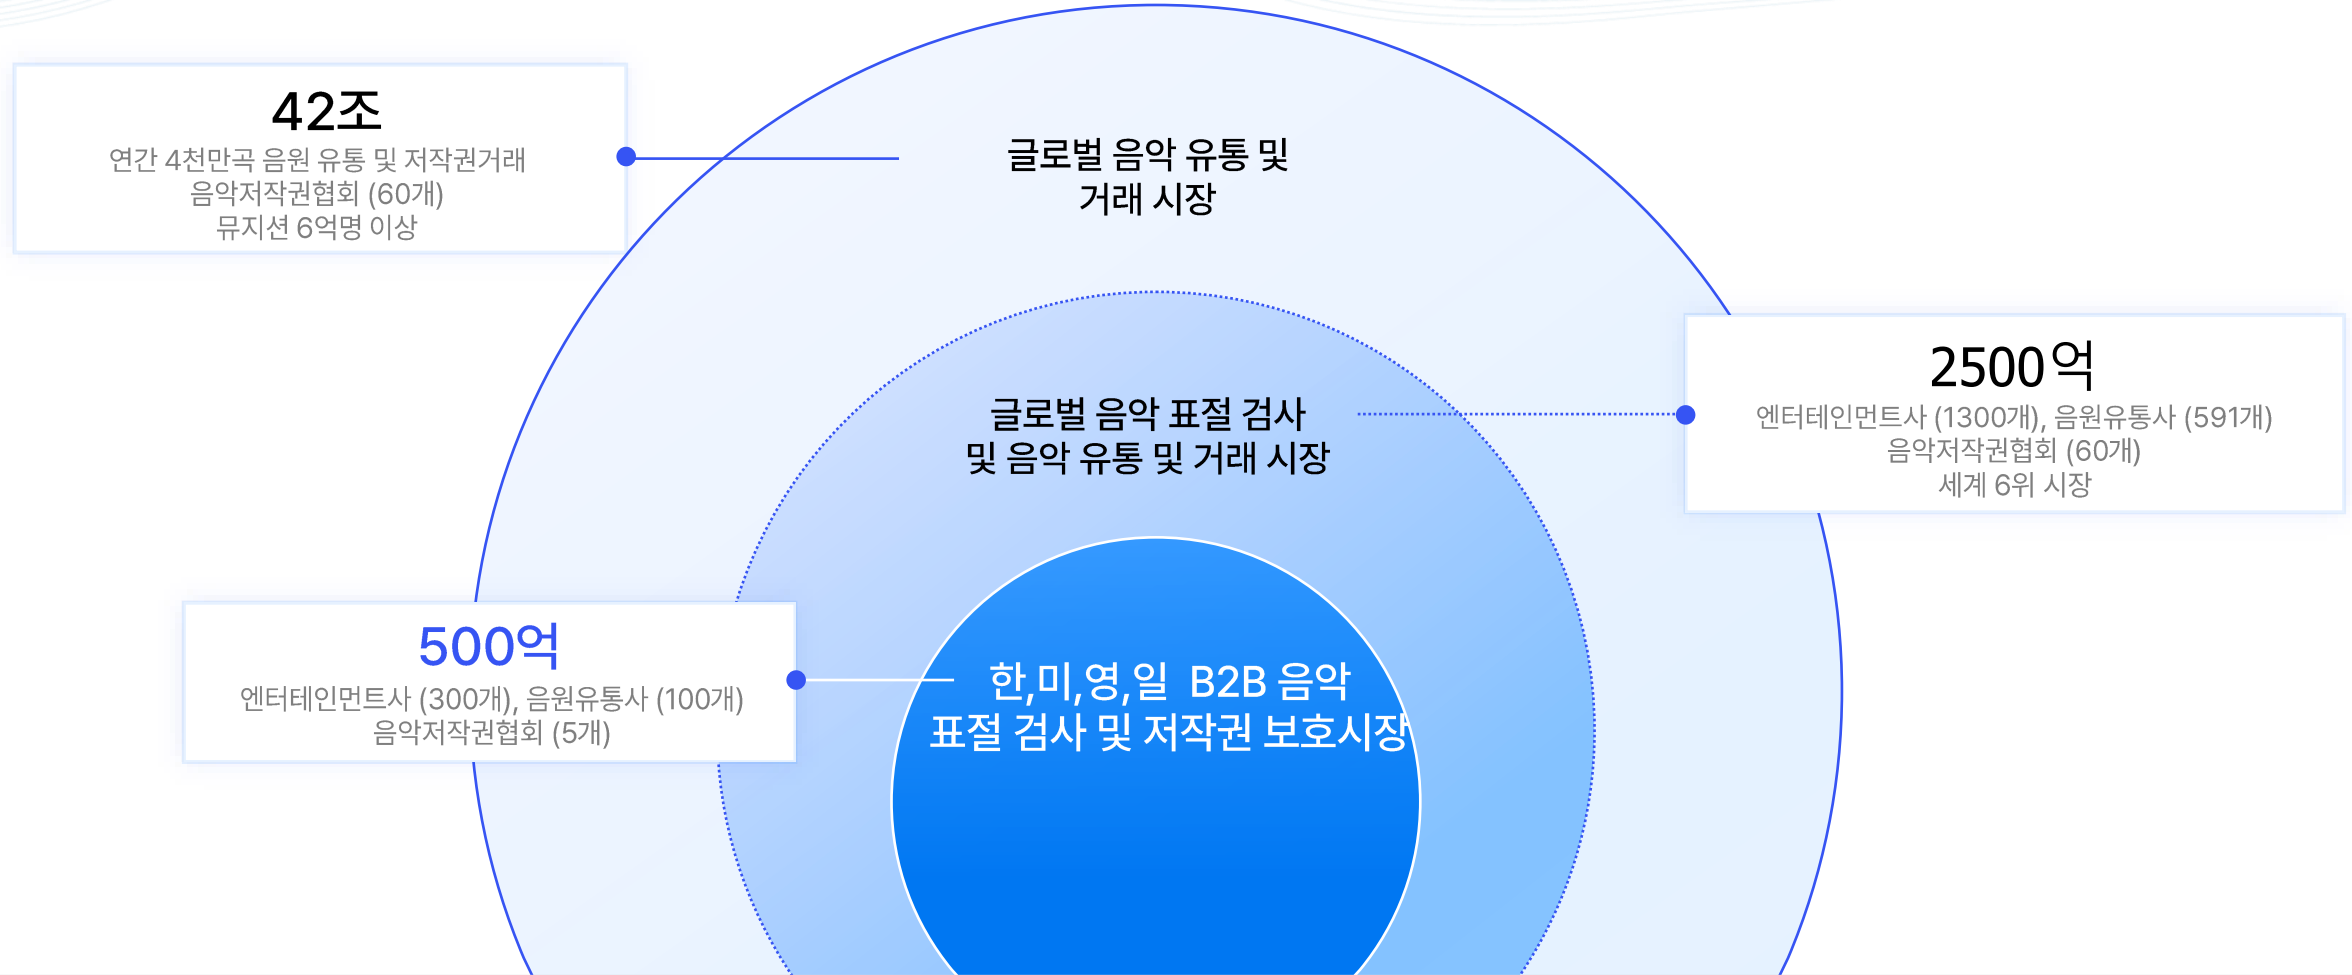 42조
연간 4천만곡 음원 유통 및 저작권거래
음악저작권협회 (60개)
뮤지션 6억명 이상
글로벌 음악 유통 및
거래 시장
2500억
엔터테인먼트사 (1300개), 음원유통사 (591개)
음악저작권협회 (60개)
세계 6위 시장
글로벌 음악 표절 검사
및 음악 유통 및 거래 시장
500억
엔터테인먼트사 (300개), 음원유통사 (100개)
음악저작권협회 (5개)
한,미,영,일 B2B 음악
표절 검사 및 저작권 보호시장